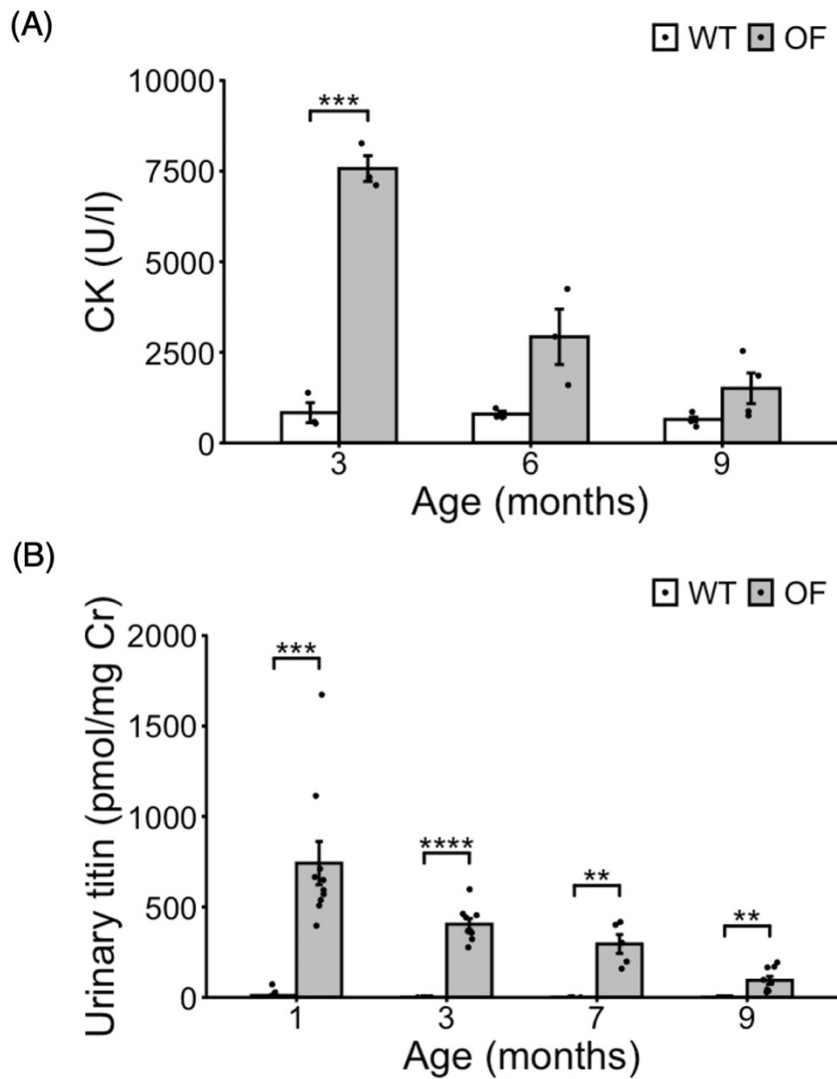 (A)
WT OF
10000
***
7500
CK (U/l)
5000
2500
0
3 6 9
Age (months)
(B)
WT OF
2000
***
1500
Urinary titin (pmol/mg Cr)
1000
****
**
500
**
0
1 3 7 9
Age (months)